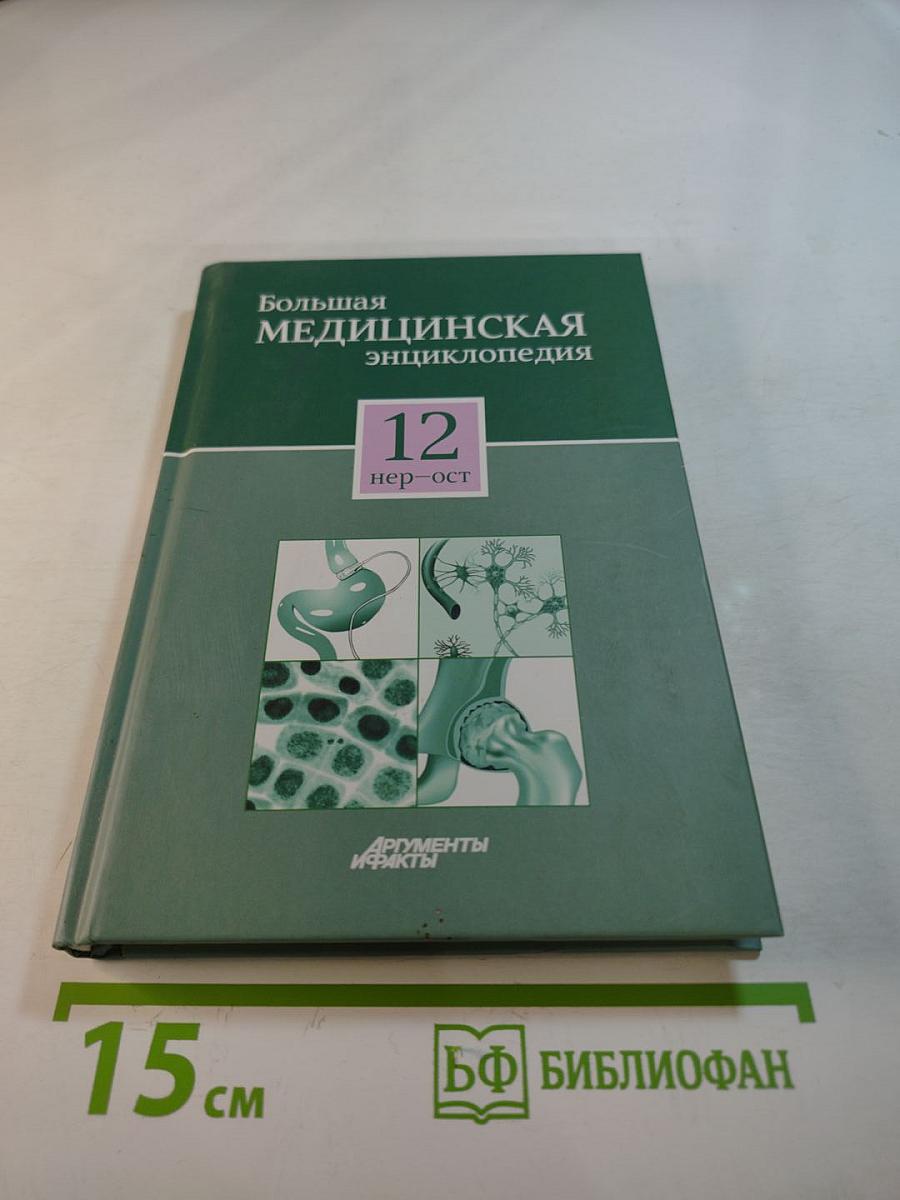 Большая
МЕДИЦИНСКАЯ
энциклопедия
12
нер–ост
АРГУМЕНТЫ
И ФАКТЫ
15 см
БФ БИБЛИОФАН